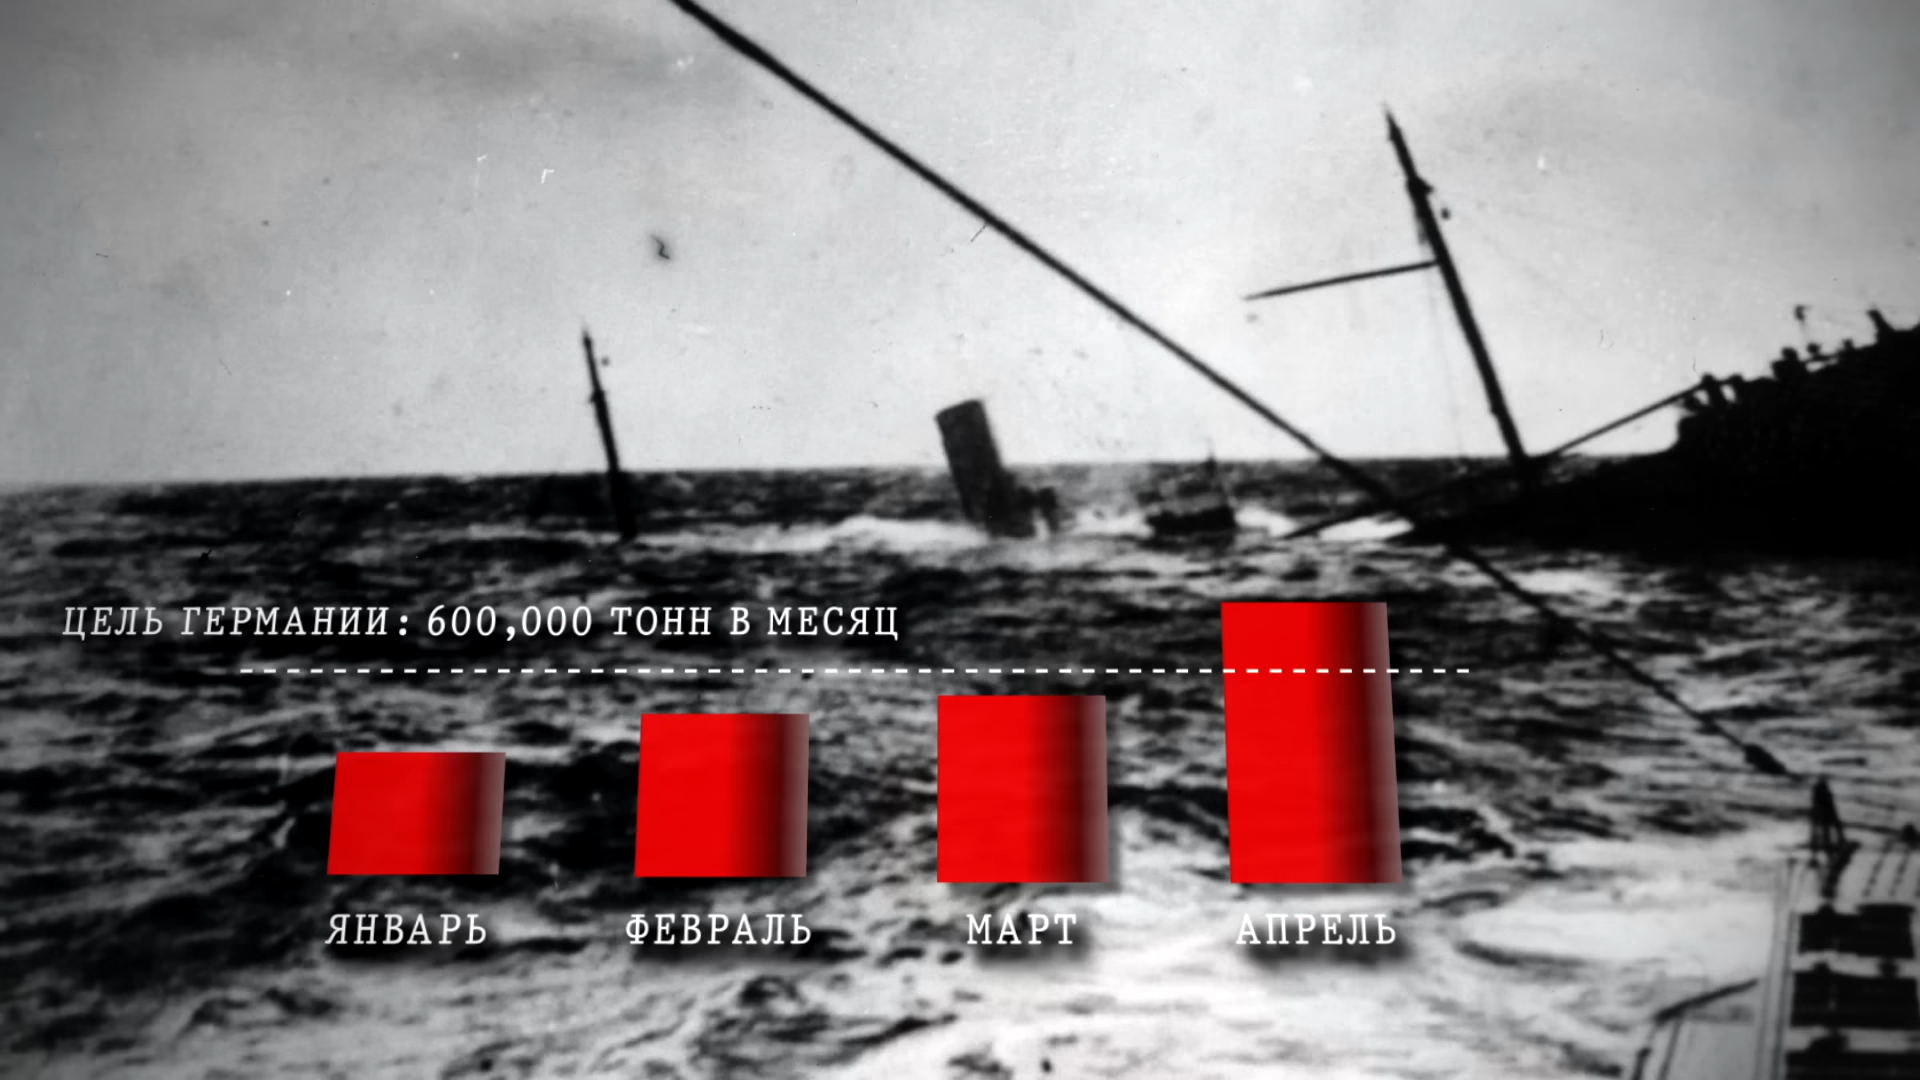 ЦЕЛЬ ГЕРМАНИИ: 600,000 ТОНН В МЕСЯЦ
ЯНВАРЬ ФЕВРАЛЬ МАРТ АПРЕЛЬ